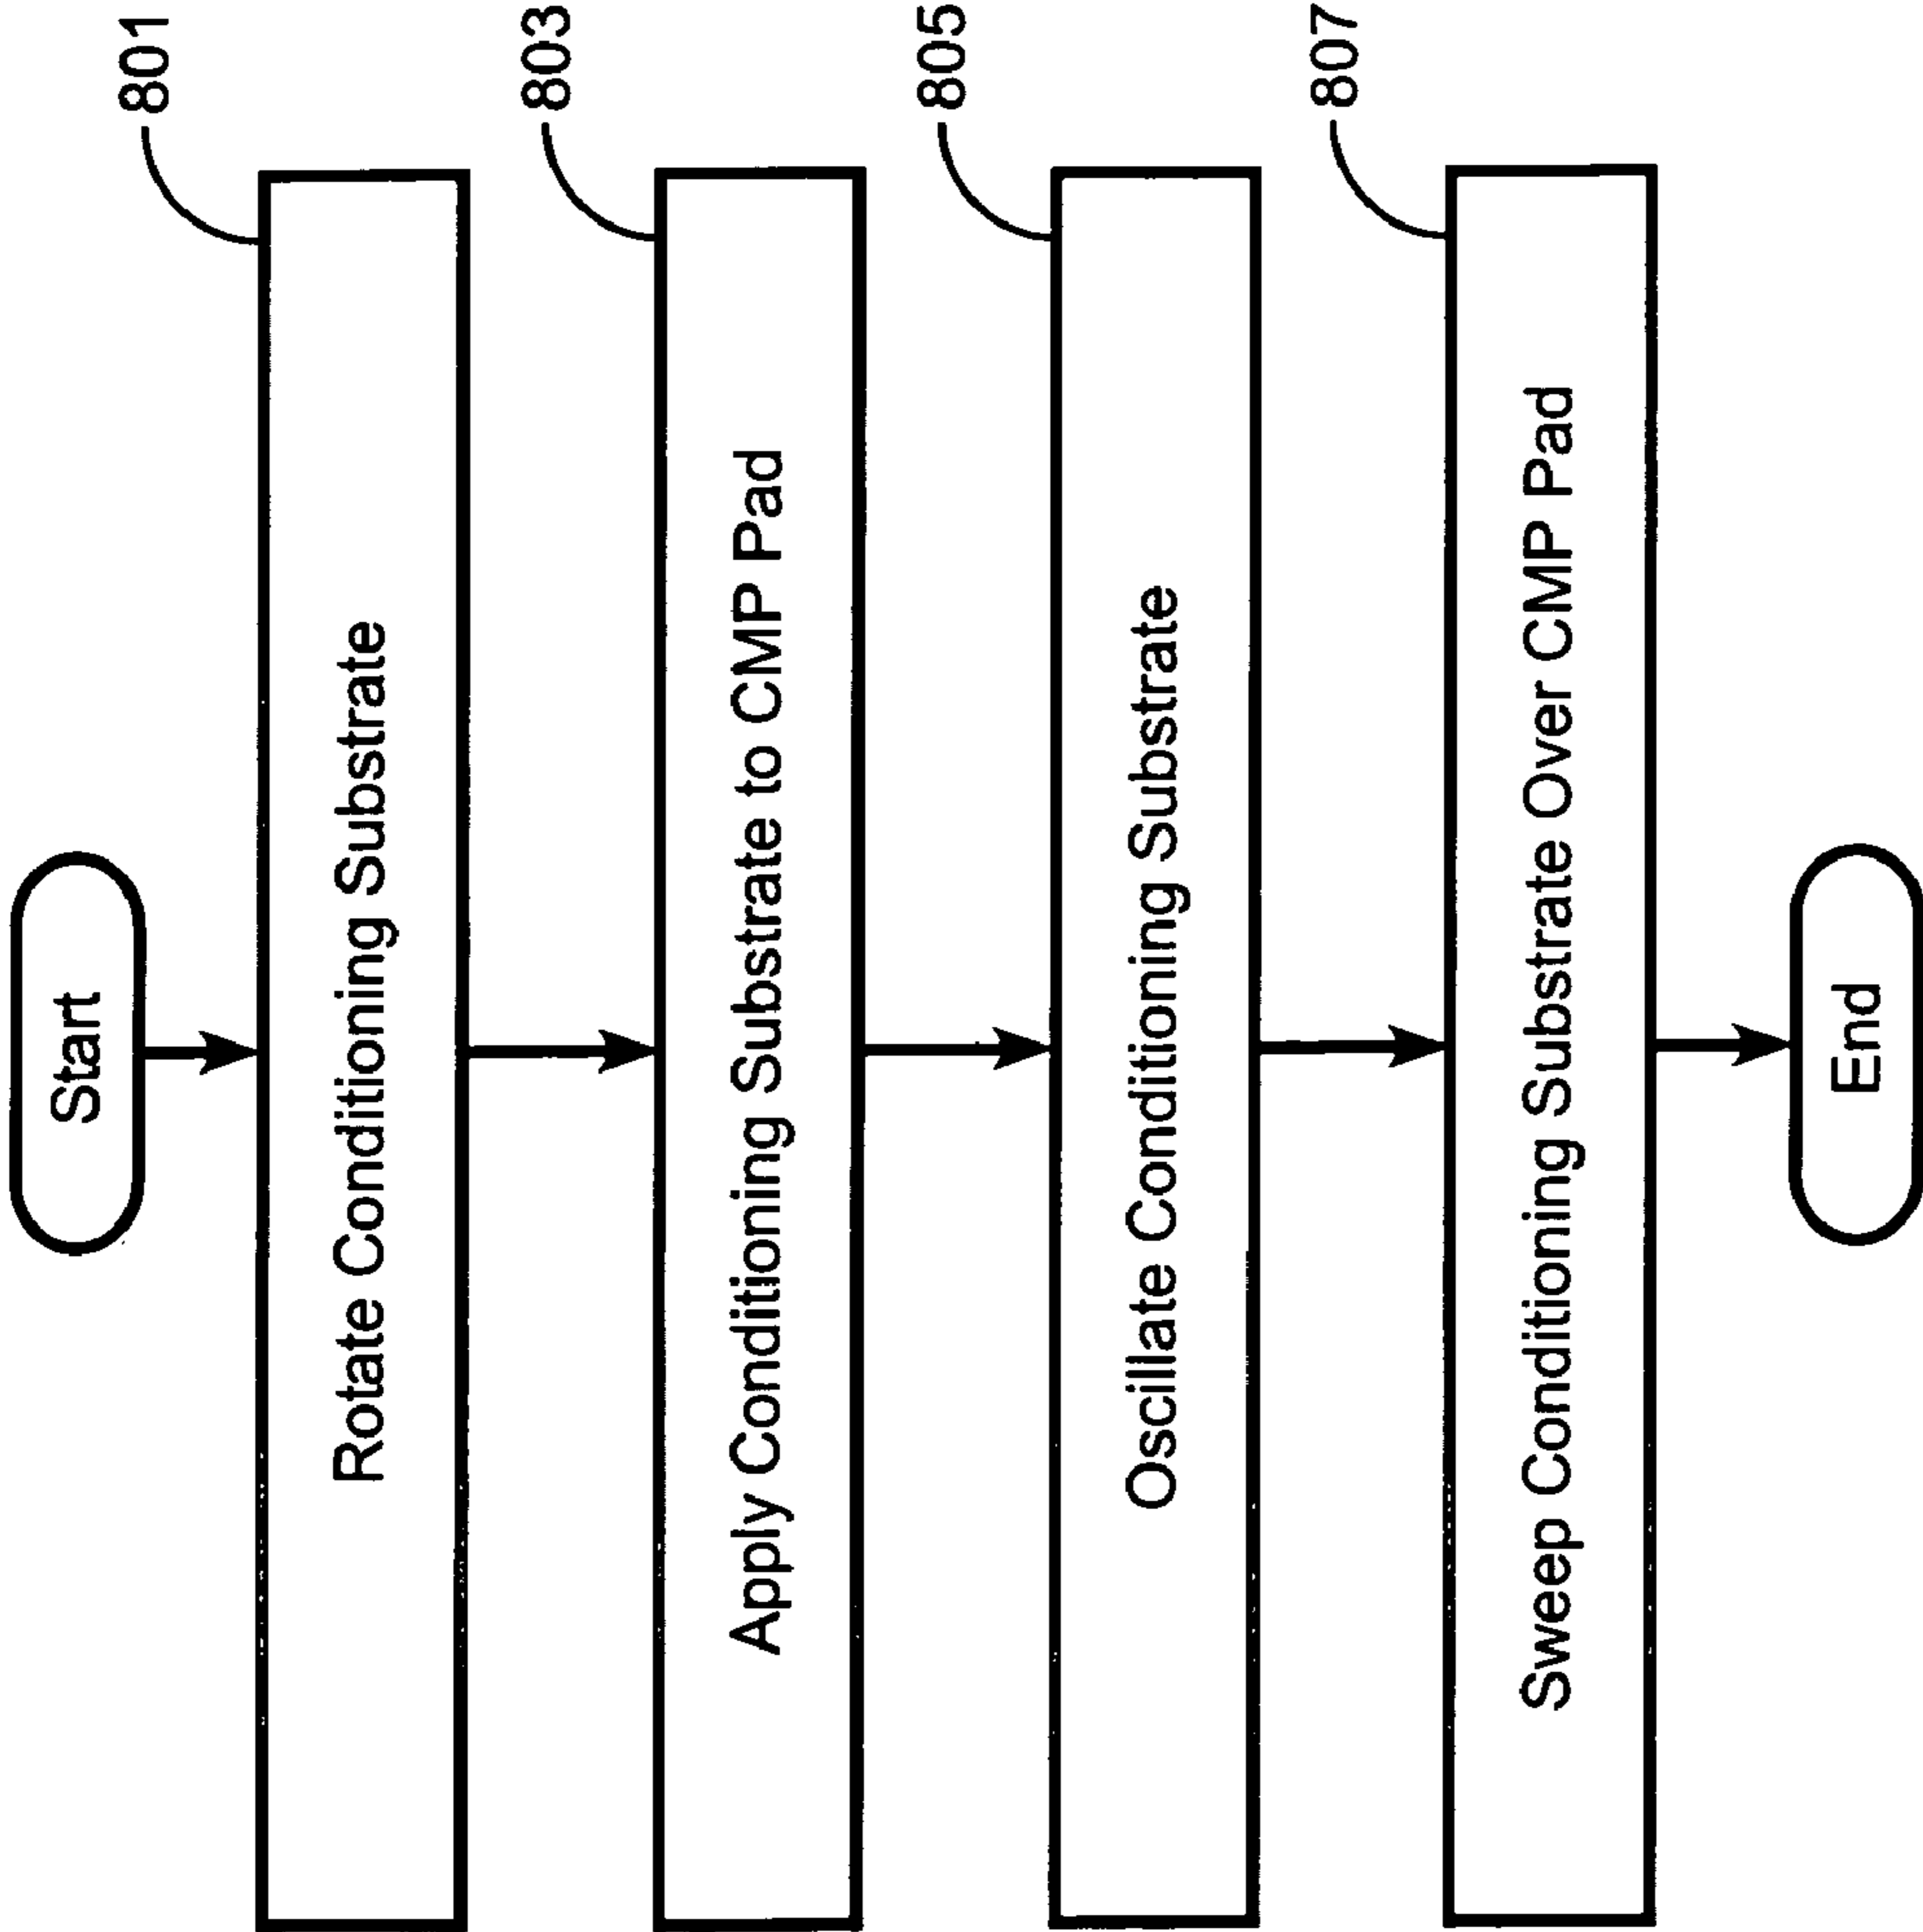 Start
801
Rotate Conditioning Substrate
803
Apply Conditioning Substrate to CMP Pad
805
Oscillate Conditioning Substrate
807
Sweep Conditioning Substrate Over CMP Pad
End